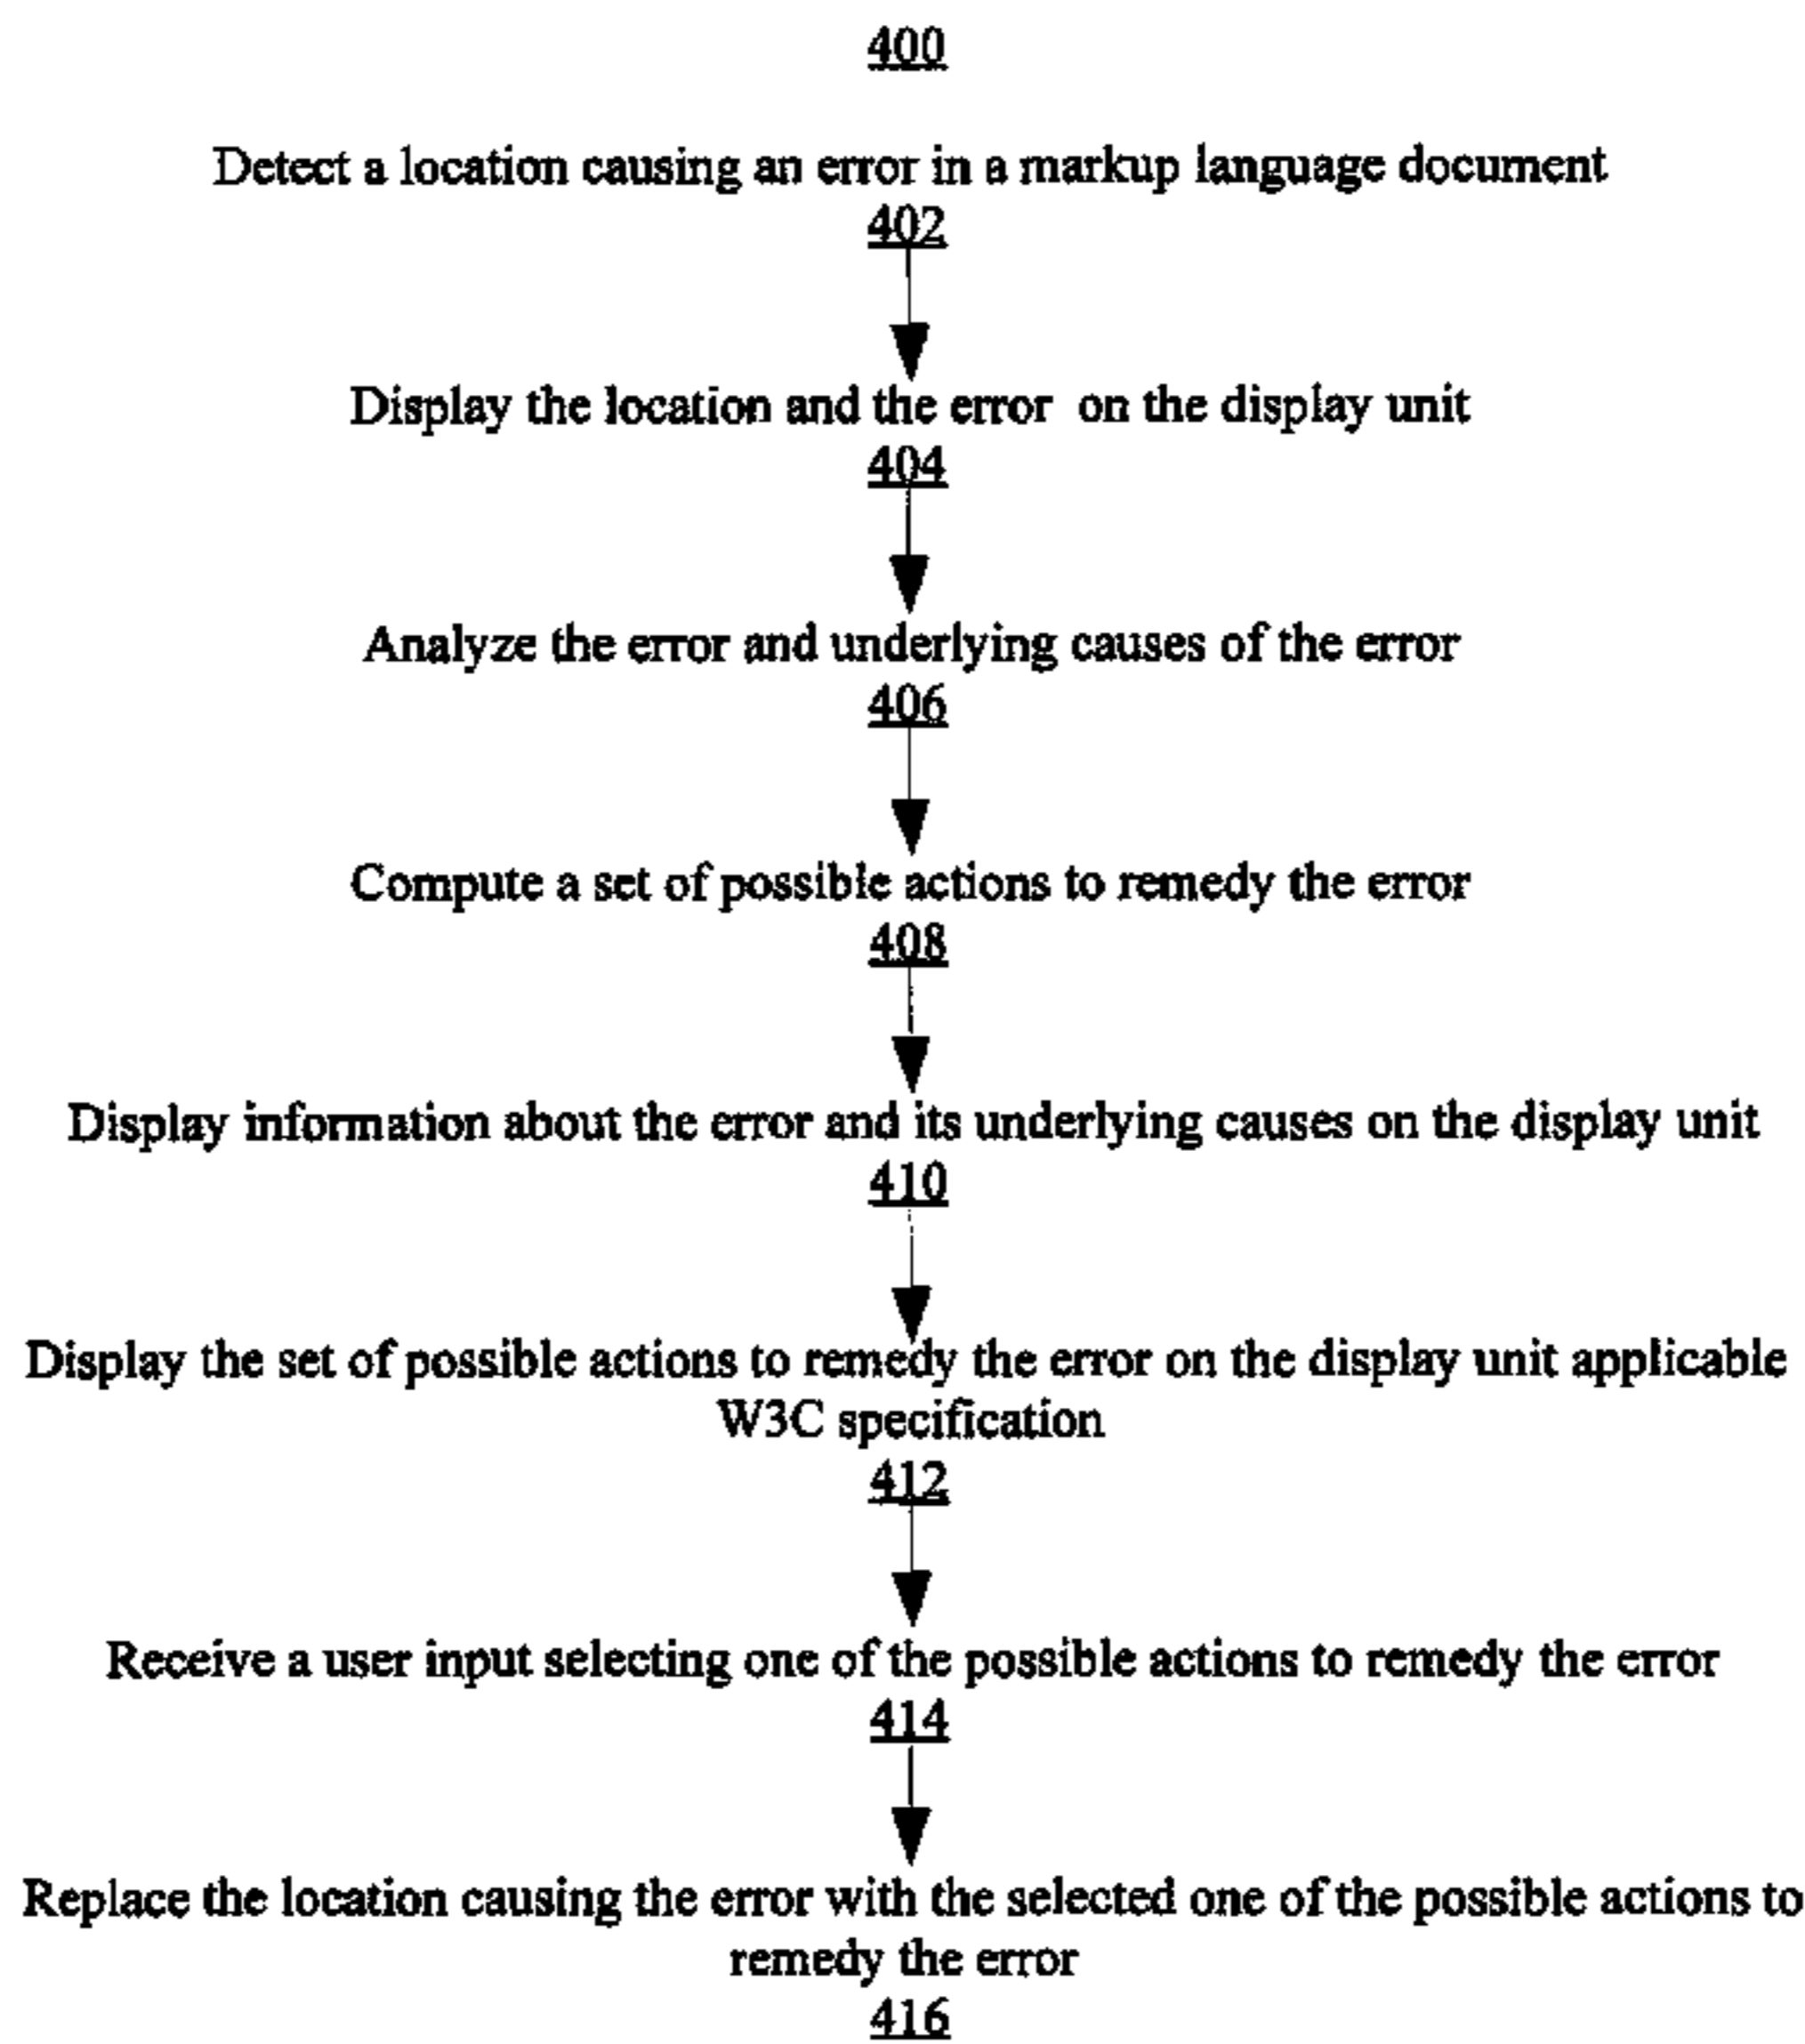 400
Detect a location causing an error in a markup language document
402
Display the location and the error on the display unit
404
Analyze the error and underlying causes of the error
406
Compute a set of possible actions to remedy the error
408
Display information about the error and its underlying causes on the display unit
410
Display the set of possible actions to remedy the error on the display unit applicable
W3C specification
412
Receive a user input selecting one of the possible actions to remedy the error
414
Replace the location causing the error with the selected one of the possible actions to
remedy the error
416